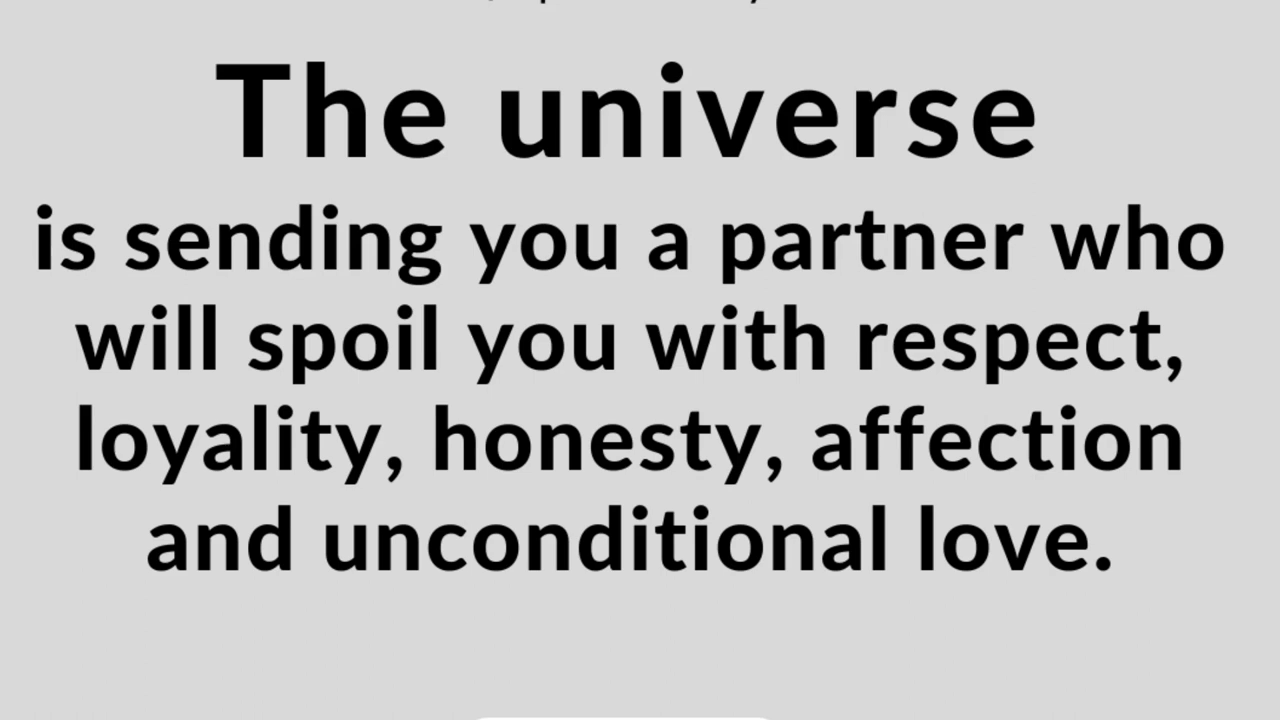 The universe
is sending you a partner who
will spoil you with respect,
loyality, honesty, affection
and unconditional love.